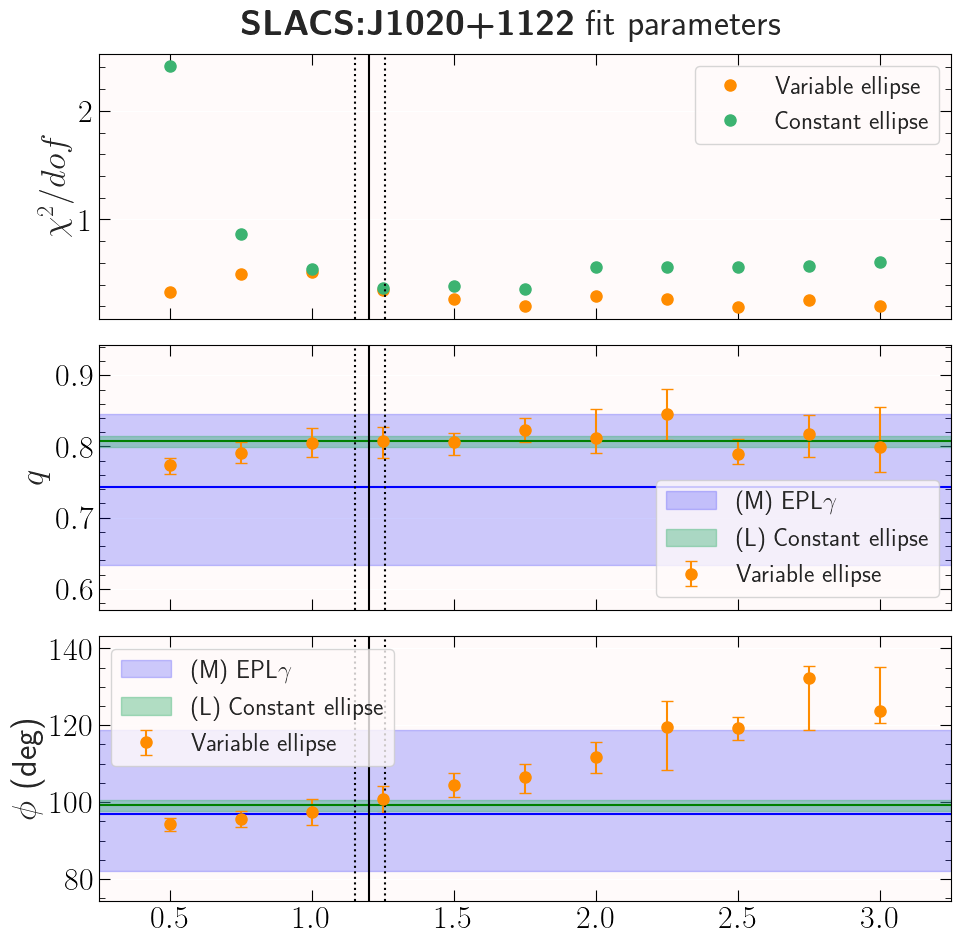 SLACS:J1020+1122 fit parameters
χ²/dof
2
1
Variable ellipse
Constant ellipse
q
0.9
0.8
0.7
0.6
(M) EPLγ
(L) Constant ellipse
Variable ellipse
ϕ (deg)
140
120
100
80
(M) EPLγ
(L) Constant ellipse
Variable ellipse
0.5 1.0 1.5 2.0 2.5 3.0